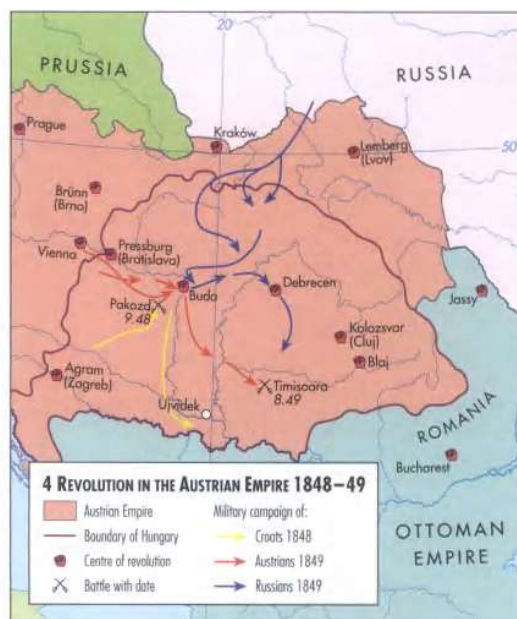 20
PRUSSIA
RUSSIA
Prague
Kraków
Lemberg
(Lvov)
50
Brünn
(Brno)
Vienna
Pressburg
(Bratislava)
Buda
Debrecen
Jassy
Pakozd
9.48
Kolozsvar
(Cluj)
Blaj
Agram
(Zagreb)
Timisoara
8.49
Ujvidek
ROMANIA
Bucharest
OTTOMAN
EMPIRE
4 REVOLUTION IN THE AUSTRIAN EMPIRE 1848–49
Austrian Empire
Military campaign of:
Boundary of Hungary
Croats 1848
Centre of revolution
Austrians 1849
Battle with date
Russians 1849